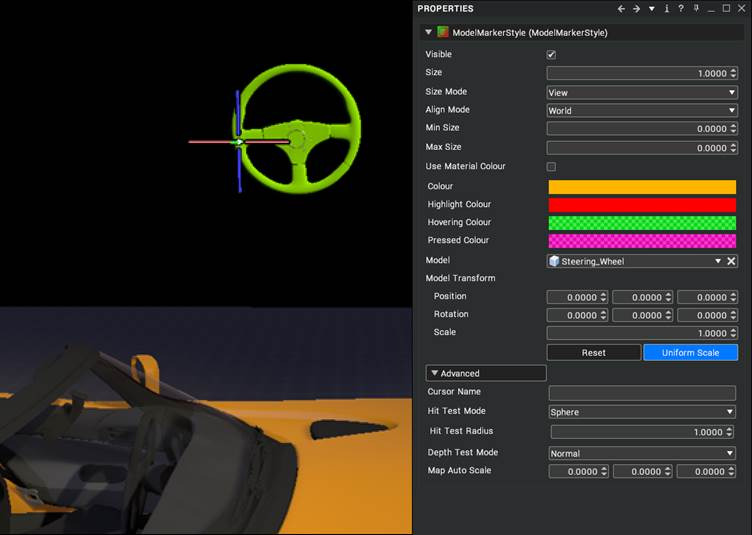 PROPERTIES
ModelMarkerStyle (ModelMarkerStyle)
Visible
Size 1.0000
Size Mode View
Align Mode World
Min Size 0.0000
Max Size 0.0000
Use Material Colour
Colour
Highlight Colour
Hovering Colour
Pressed Colour
Model Steering_Wheel
Model Transform
Position 0.0000 0.0000 0.0000
Rotation 0.0000 0.0000 0.0000
Scale 1.0000
Reset Uniform Scale
Advanced
Cursor Name
Hit Test Mode Sphere
Hit Test Radius 1.0000
Depth Test Mode Normal
Map Auto Scale 0.0000 0.0000 0.0000